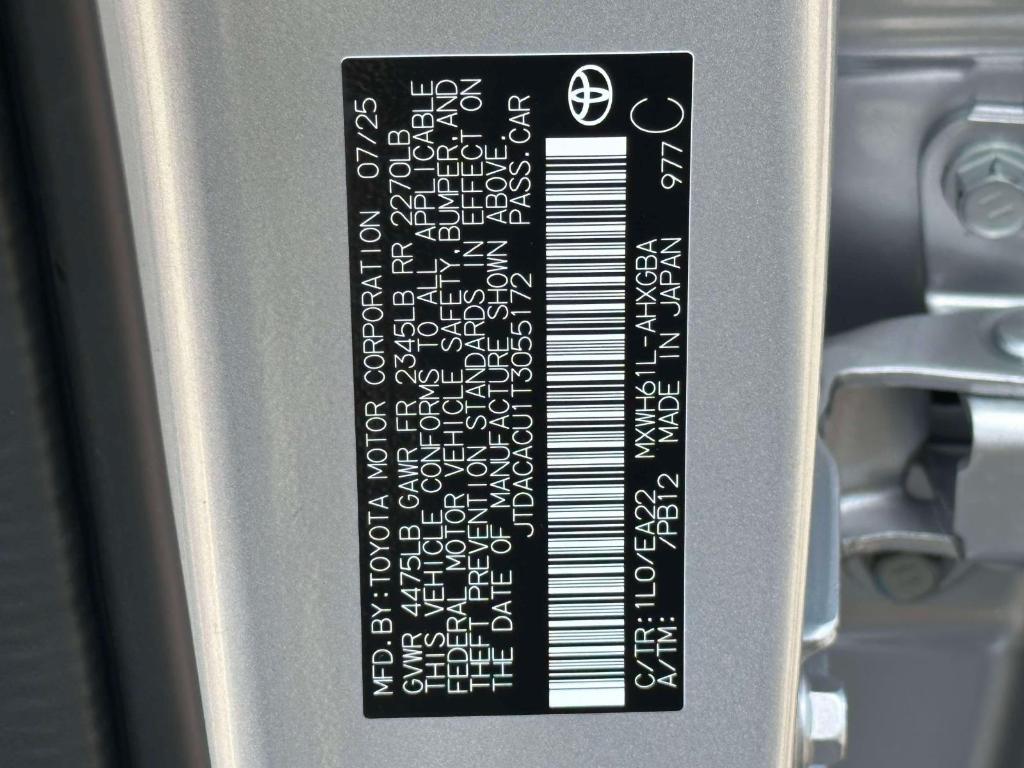 MFD.BY:TOYOTA MOTOR CORPORATION 07/25
GVWR 4475LB GAWR FR 2345LB RR 2270LB
THIS VEHICLE CONFORMS TO ALL APPLICABLE
FEDERAL MOTOR VEHICLE SAFETY,BUMPER,AND
THEFT PREVENTION STANDARDS IN EFFECT ON
THE DATE OF MANUFACTURE SHOWN ABOVE.
JTDACACU1T3055172 PASS.CAR
C/TR:1L0/EA22 MXWH61L-AHXGBA 977 C
A/TM: /PB12 MADE IN JAPAN